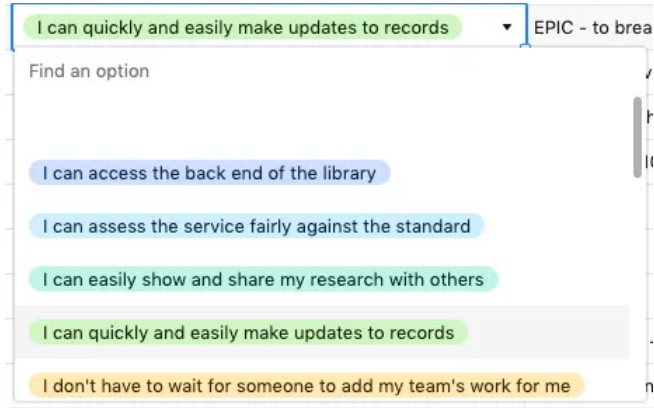 I can quickly and easily make updates to records EPIC - to brea
Find an option
I can access the back end of the library
I can assess the service fairly against the standard
I can easily show and share my research with others
I can quickly and easily make updates to records
I don't have to wait for someone to add my team's work for me